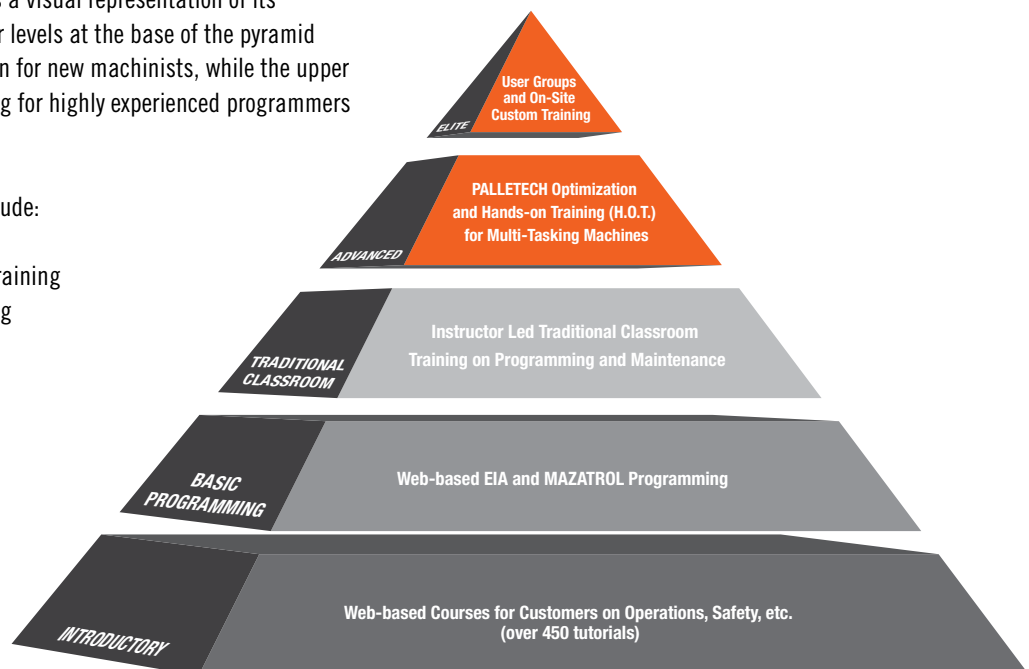 s a visual representation of its
r levels at the base of the pyramid
n for new machinists, while the upper
g for highly experienced programmers
ude:
raining
g
User Groups
and On-Site
Custom Training
ELITE
PALLETECH Optimization
and Hands-on Training (H.O.T.)
for Multi-Tasking Machines
ADVANCED
Instructor Led Traditional Classroom
Training on Programming and Maintenance
TRADITIONAL
CLASSROOM
Web-based EIA and MAZATROL Programming
BASIC
PROGRAMMING
Web-based Courses for Customers on Operations, Safety, etc.
(over 450 tutorials)
INTRODUCTORY